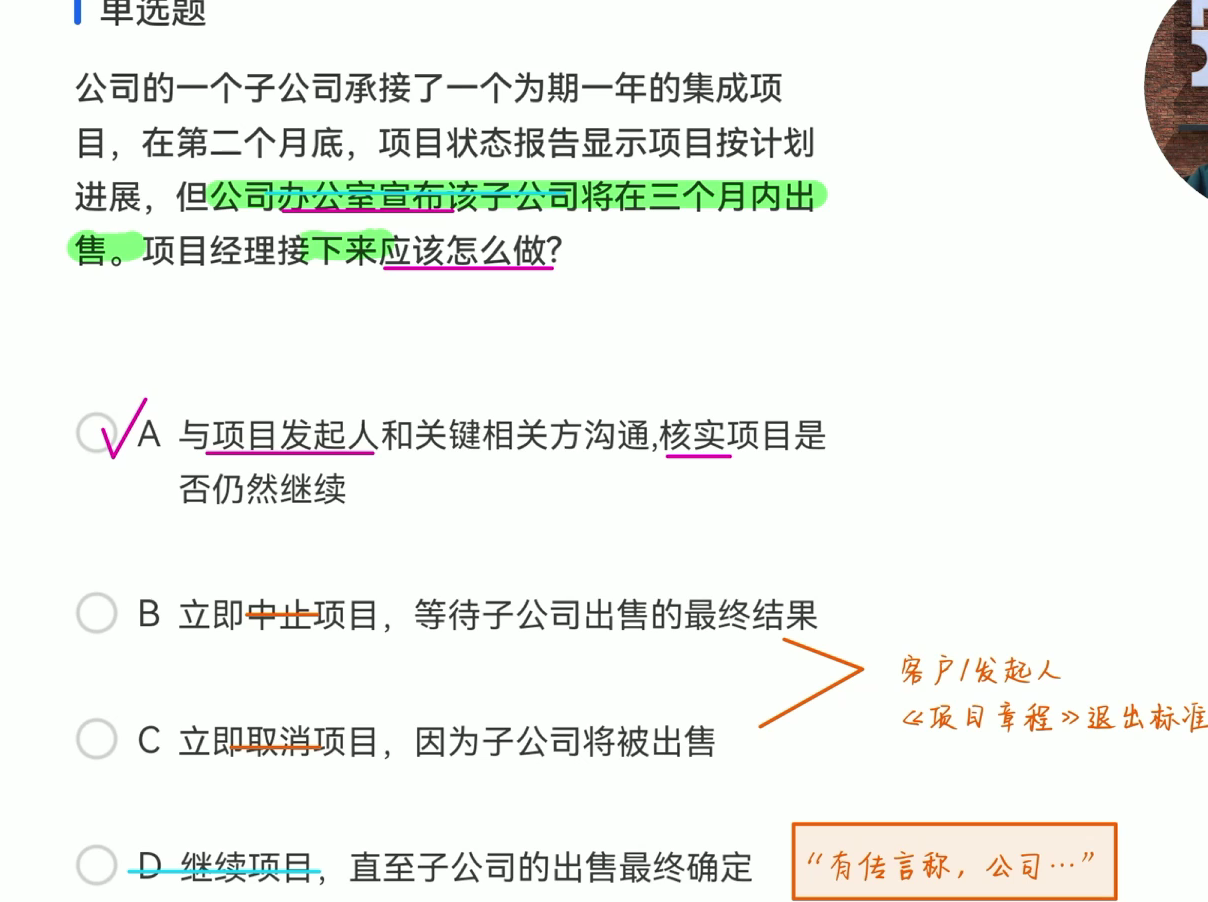 单选题
公司的一个子公司承接了一个为期一年的集成项
目，在第二个月底，项目状态报告显示项目按计划
进展，但公司办公室宣布该子公司将在三个月内出
售。项目经理接下来应该怎么做?
A 与项目发起人和关键相关方沟通,核实项目是
否仍然继续
B 立即中止项目，等待子公司出售的最终结果
客户/发起人
《项目章程》退出标准
C 立即取消项目，因为子公司将被出售
D 继续项目，直至子公司的出售最终确定
“有传言称，公司…”